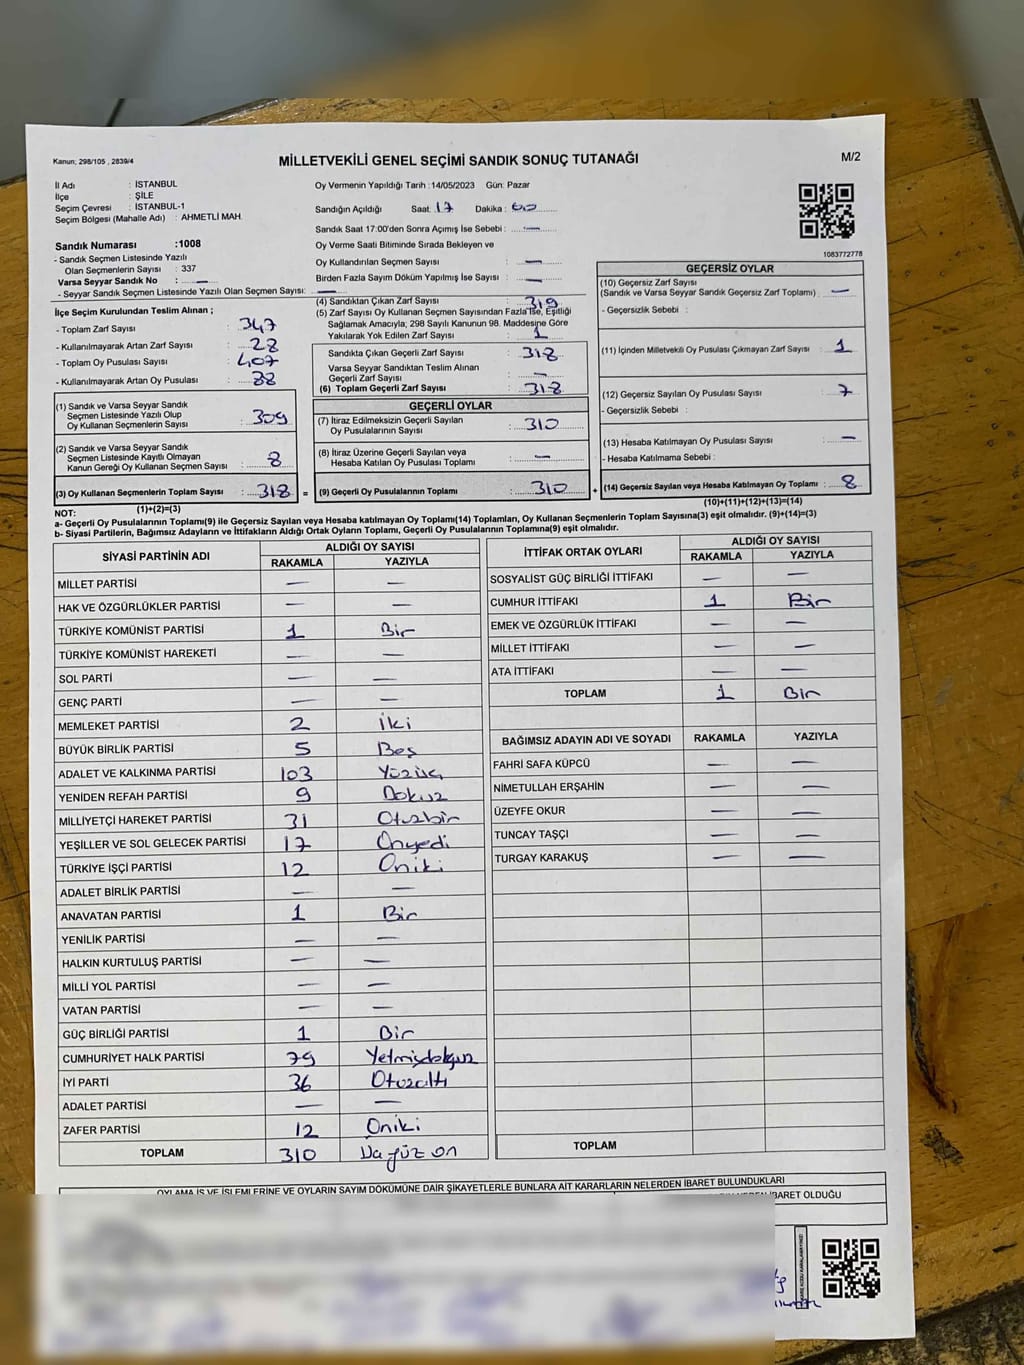 Kanun; 298/105 , 2839/4
MİLLETVEKİLİ GENEL SEÇİMİ SANDIK SONUÇ TUTANAĞI
M/2
İl Adı : İSTANBUL
İlçe : ŞİLE
Seçim Çevresi : İSTANBUL-1
Seçim Bölgesi (Mahalle Adı) : AHMETLİ MAH.
Oy Vermenin Yapıldığı Tarih :14/05/2023 Gün: Pazar
Sandığın Açıldığı Saat: 17 Dakika :
Sandık Saat 17:00'den Sonra Açımış İse Sebebi : —
Oy Verme Saati Bitiminde Sırada Bekleyen ve
Oy Kullandırılan Seçmen Sayısı : —
Birden Fazla Sayım Döküm Yapılmış İse Sayısı : —
1083772778
Sandık Numarası :1008
- Sandık Seçmen Listesinde Yazılı
Olan Seçmenlerin Sayısı : 337
Varsa Seyyar Sandık No : —
- Seyyar Sandık Seçmen Listesinde Yazılı Olan Seçmen Sayısı: —
İlçe Seçim Kurulundan Teslim Alınan ;
- Toplam Zarf Sayısı : 347
- Kullanılmayarak Artan Zarf Sayısı : 28
- Toplam Oy Pusulası Sayısı : 407
- Kullanılmayarak Artan Oy Pusulası : 88
(4) Sandıktan Çıkan Zarf Sayısı : 319
(5) Zarf Sayısı Oy Kullanan Seçmen Sayısından Fazla İse, Eşitliği
Sağlamak Amacıyla, 298 Sayılı Kanunun 98. Maddesine Göre
Yakılarak Yok Edilen Zarf Sayısı : 1
Sandıkta Çıkan Geçerli Zarf Sayısı : 318
Varsa Seyyar Sandıktan Teslim Alınan
Geçerli Zarf Sayısı : —
(6) Toplam Geçerli Zarf Sayısı : 318
GEÇERSİZ OYLAR
(10) Geçersiz Zarf Sayısı
(Sandık ve Varsa Seyyar Sandık Geçersiz Zarf Toplamı) : —
- Geçersizlik Sebebi :
(11) İçinden Milletvekili Oy Pusulası Çıkmayan Zarf Sayısı : 1
(12) Geçersiz Sayılan Oy Pusulası Sayısı : 7
- Geçersizlik Sebebi :
(13) Hesaba Katılmayan Oy Pusulası Sayısı : —
- Hesaba Katılmama Sebebi :
(1) Sandık ve Varsa Seyyar Sandık
Seçmen Listesinde Yazılı Olup
Oy Kullanan Seçmenlerin Sayısı : 309
(2) Sandık ve Varsa Seyyar Sandık
Seçmen Listesinde Kayıtlı Olmayan
Kanun Gereği Oy Kullanan Seçmen Sayısı : 8
GEÇERLİ OYLAR
(7) İtiraz Edilmeksizin Geçerli Sayılan
Oy Pusulalarının Sayısı : 310
(8) İtiraz Üzerine Geçerli Sayılan veya
Hesaba Katılan Oy Pusulası Toplamı : —
(3) Oy Kullanan Seçmenlerin Toplam Sayısı : 318 = (9) Geçerli Oy Pusulalarının Toplamı : 310 + (14) Geçersiz Sayılan veya Hesaba Katılmayan Oy Toplamı : 8
NOT: (1)+(2)=(3) (10)+(11)+(12)+(13)=(14)
a- Geçerli Oy Pusulalarının Toplamı(9) ile Geçersiz Sayılan veya Hesaba katılmayan Oy Toplamı(14) Toplamları, Oy Kullanan Seçmenlerin Toplam Sayısına(3) eşit olmalıdır. (9)+(14)=(3)
b- Siyasi Partilerin, Bağımsız Adayların ve İttifakların Aldığı Ortak Oyların Toplamı, Geçerli Oy Pusulalarının Toplamına(9) eşit olmalıdır.
SİYASİ PARTİNİN ADI ALDIĞI OY SAYISI
RAKAMLA YAZIYLA
MİLLET PARTİSİ — —
HAK VE ÖZGÜRLÜKLER PARTİSİ — —
TÜRKİYE KOMÜNİST PARTİSİ 1 Bir
TÜRKİYE KOMÜNİST HAREKETİ — —
SOL PARTİ — —
GENÇ PARTİ — —
MEMLEKET PARTİSİ 2 İki
BÜYÜK BİRLİK PARTİSİ 5 Beş
ADALET VE KALKINMA PARTİSİ 103 Yüzüç
YENİDEN REFAH PARTİSİ 9 Dokuz
MİLLİYETÇİ HAREKET PARTİSİ 31 Otuzbir
YEŞİLLER VE SOL GELECEK PARTİSİ 17 Onyedi
TÜRKİYE İŞÇİ PARTİSİ 12 Oniki
ADALET BİRLİK PARTİSİ — —
ANAVATAN PARTİSİ 1 Bir
YENİLİK PARTİSİ — —
HALKIN KURTULUŞ PARTİSİ — —
MİLLİ YOL PARTİSİ — —
VATAN PARTİSİ — —
GÜÇ BİRLİĞİ PARTİSİ 1 Bir
CUMHURİYET HALK PARTİSİ 79 Yetmişdokuz
İYİ PARTİ 36 Otuzaltı
ADALET PARTİSİ — —
ZAFER PARTİSİ 12 Oniki
TOPLAM 310 on
İTTİFAK ORTAK OYLARI ALDIĞI OY SAYISI
RAKAMLA YAZIYLA
SOSYALİST GÜÇ BİRLİĞİ İTTİFAKI — —
CUMHUR İTTİFAKI 1 Bir
EMEK VE ÖZGÜRLÜK İTTİFAKI — —
MİLLET İTTİFAKI — —
ATA İTTİFAKI — —
TOPLAM 1 Bir
BAĞIMSIZ ADAYIN ADI VE SOYADI RAKAMLA YAZIYLA
FAHRİ SAFA KÜPCÜ — —
NİMETULLAH ERŞAHİN — —
ÜZEYFE OKUR — —
TUNCAY TAŞÇI — —
TURGAY KARAKUŞ — —
TOPLAM
OYLAMA İŞ VE İŞLEMLERİNE VE OYLARIN SAYIM DÖKÜMÜNE DAİR ŞİKAYETLERLE BUNLARA AİT KARARLARIN NELERDEN İBARET BULUNDUKLARI
İBARET OLDUĞU